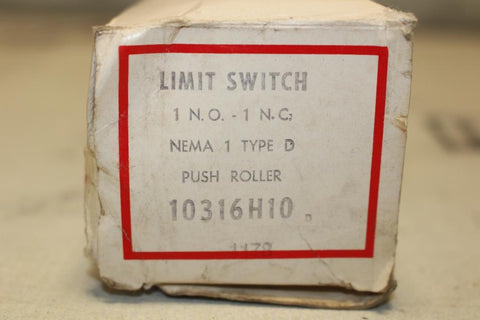 LIMIT SWITCH
1 N.O. - 1 N.C.
NEMA 1 TYPE D
PUSH ROLLER
10316H10